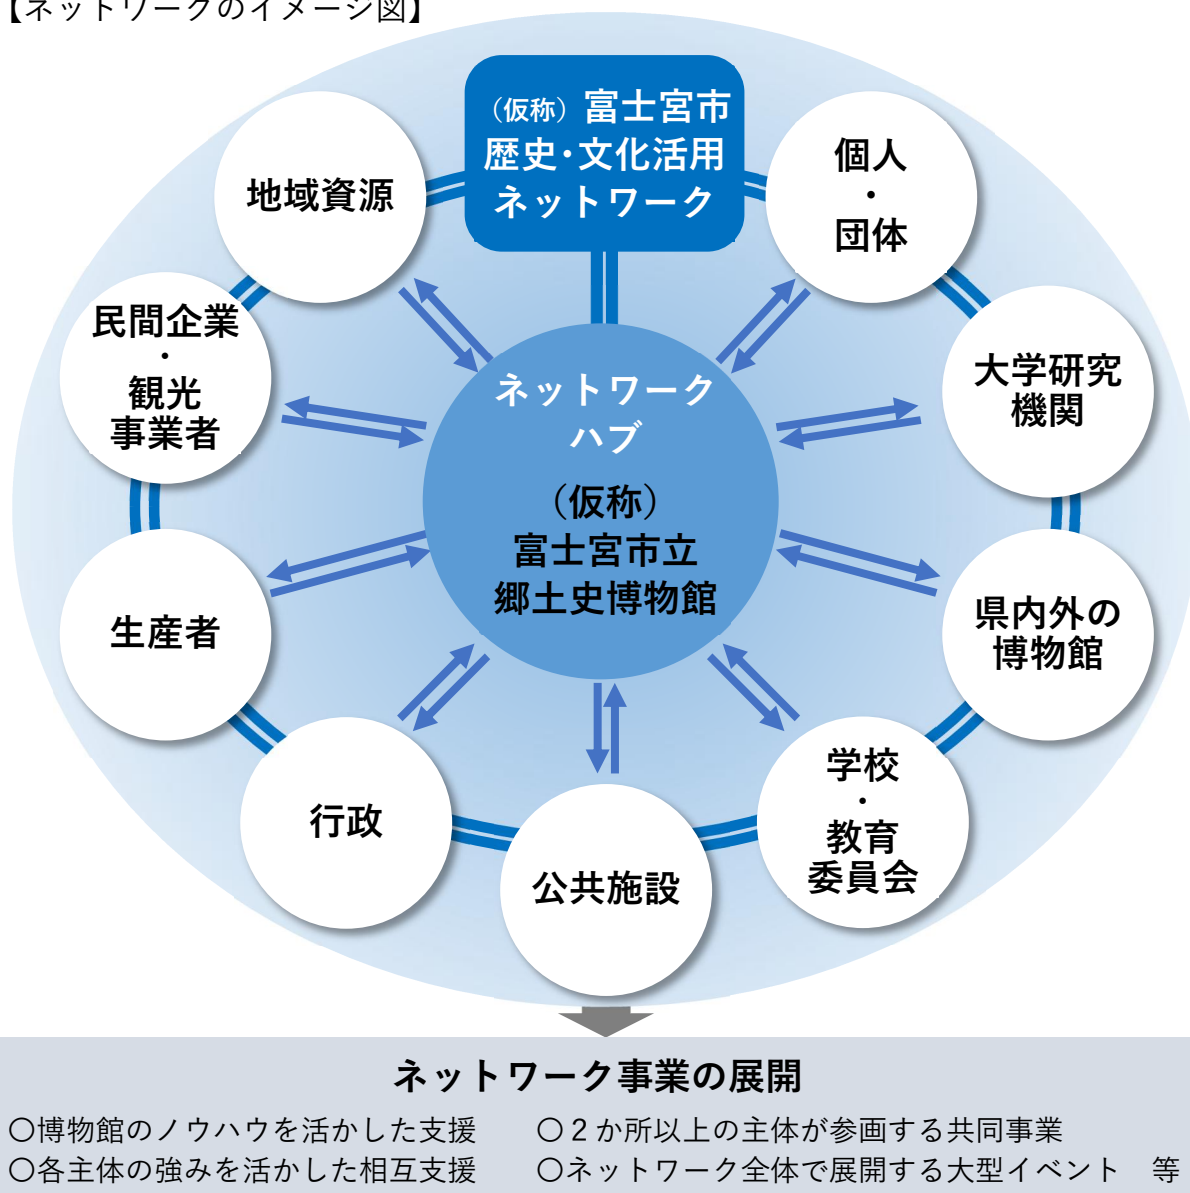 【ネットワークのイメージ図】
（仮称）富士宮市
歴史・文化活用
ネットワーク
個人
・
団体
大学研究
機関
県内外の
博物館
学校
・
教育
委員会
公共施設
行政
生産者
民間企業
・
観光
事業者
地域資源
ネットワーク
ハブ
（仮称）
富士宮市立
郷土史博物館
ネットワーク事業の展開
〇博物館のノウハウを活かした支援
〇２か所以上の主体が参画する共同事業
〇各主体の強みを活かした相互支援
〇ネットワーク全体で展開する大型イベント　等